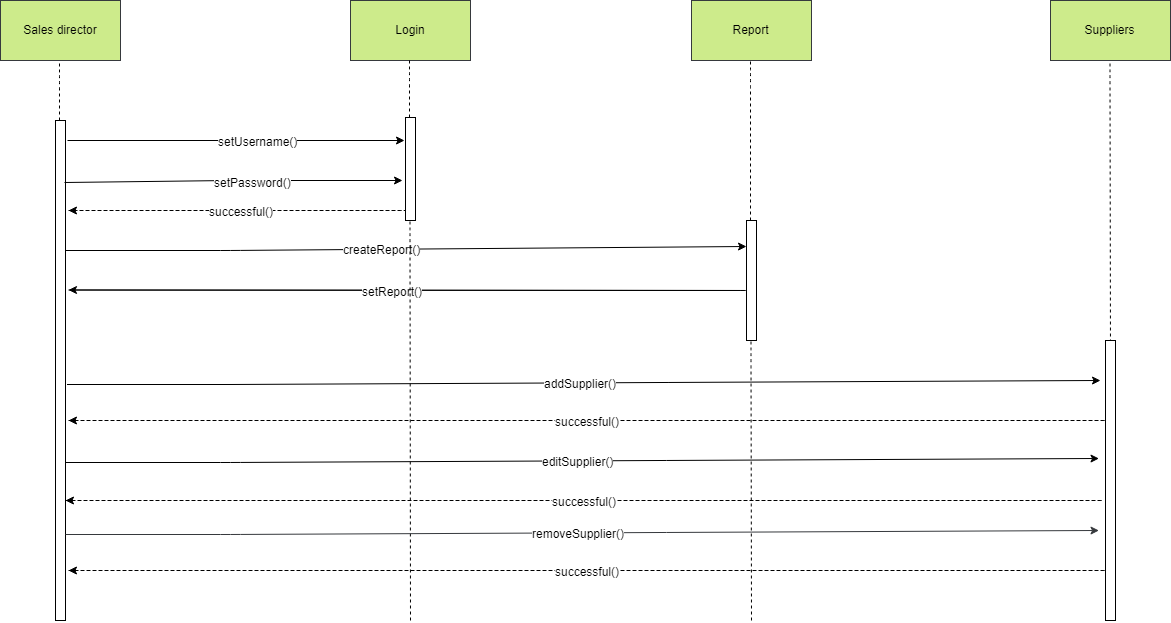 Sales director
Login
Report
Suppliers
setUsername()
setPassword()
successful()
createReport()
setReport()
addSupplier()
successful()
editSupplier()
successful()
removeSupplier()
successful()